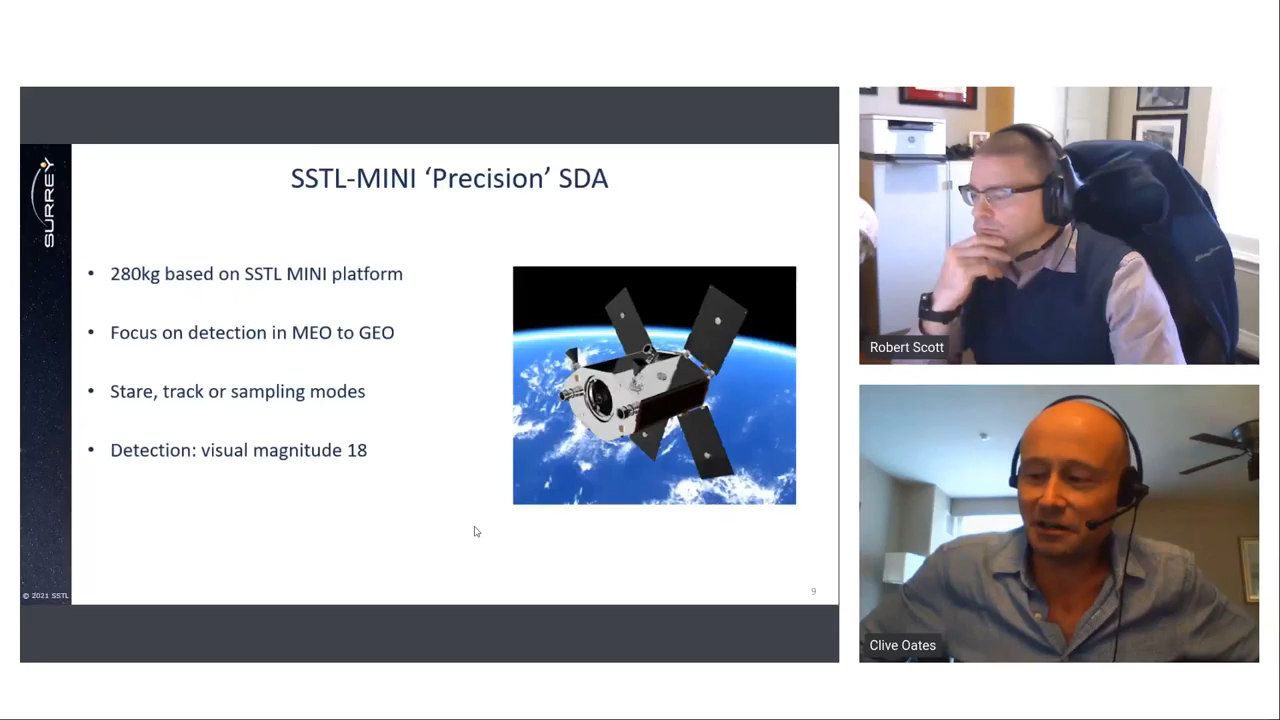 SURREY
SSTL-MINI ‘Precision’ SDA
• 280kg based on SSTL MINI platform
• Focus on detection in MEO to GEO
• Stare, track or sampling modes
• Detection: visual magnitude 18
© 2021 SSTL
9
Robert Scott
Clive Oates